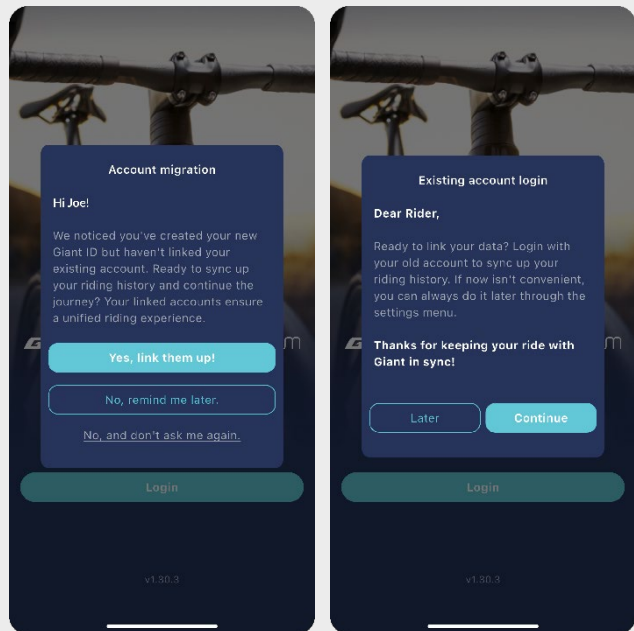 Account migration
Hi Joe!
We noticed you've created your new
Giant ID but haven't linked your
existing account. Ready to sync up
your riding history and continue the
journey? Your linked accounts ensure
a unified riding experience.
Yes, link them up!
No, remind me later.
No, and don't ask me again.
Login
v1.30.3
Existing account login
Dear Rider,
Ready to link your data? Login with
your old account to sync up your
riding history. If now isn't convenient,
you can always do it later through the
settings menu.
Thanks for keeping your ride with
Giant in sync!
Later
Continue
Login
v1.30.3